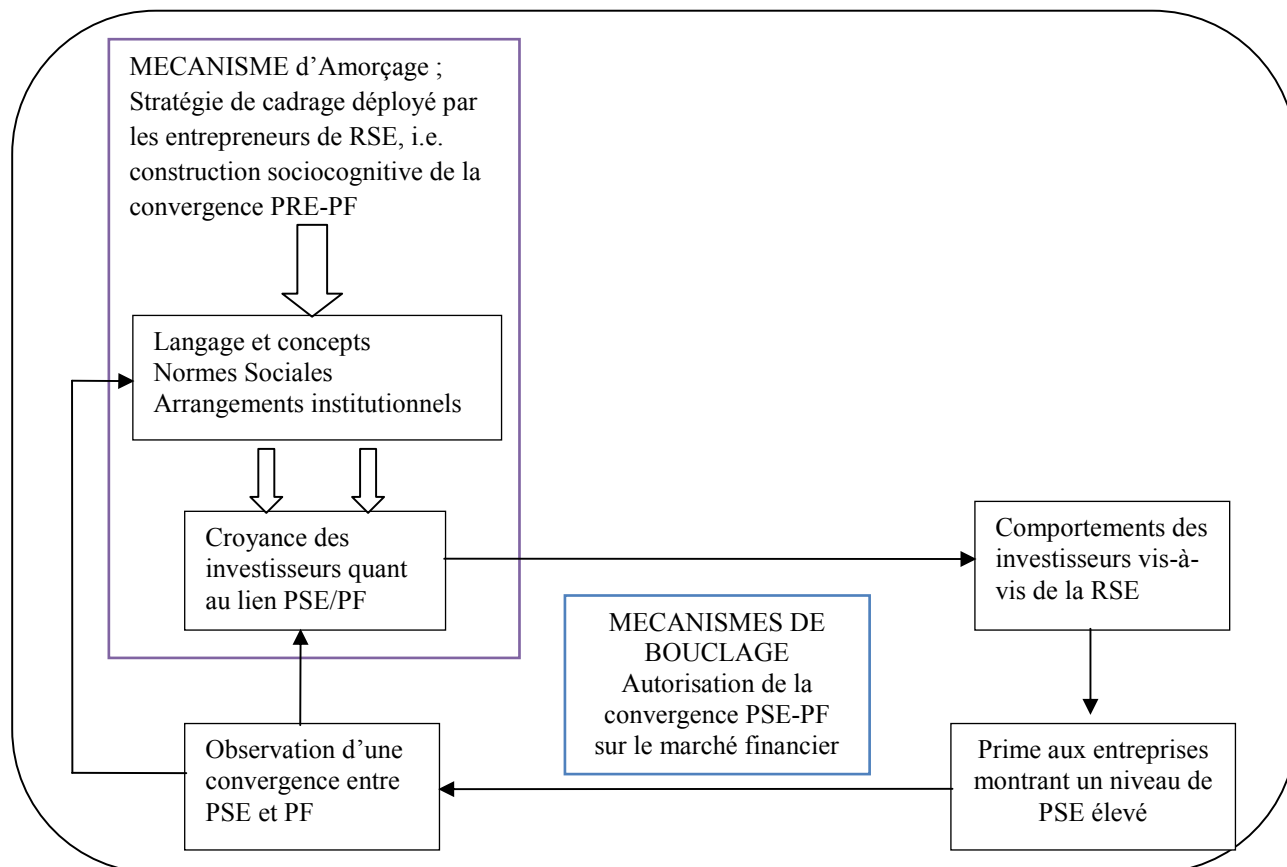 MECANISME d'Amorçage ;
Stratégie de cadrage déployé par
les entrepreneurs de RSE, i.e.
construction sociocognitive de la
convergence PRE-PF
Langage et concepts
Normes Sociales
Arrangements institutionnels
Croyance des
investisseurs quant
au lien PSE/PF
Comportements des
investisseurs vis-à-
vis de la RSE
MECANISMES DE
BOUCLAGE
Autorisation de la
convergence PSE-PF
sur le marché financier
Observation d'une
convergence entre
PSE et PF
Prime aux entreprises
montrant un niveau de
PSE élevé